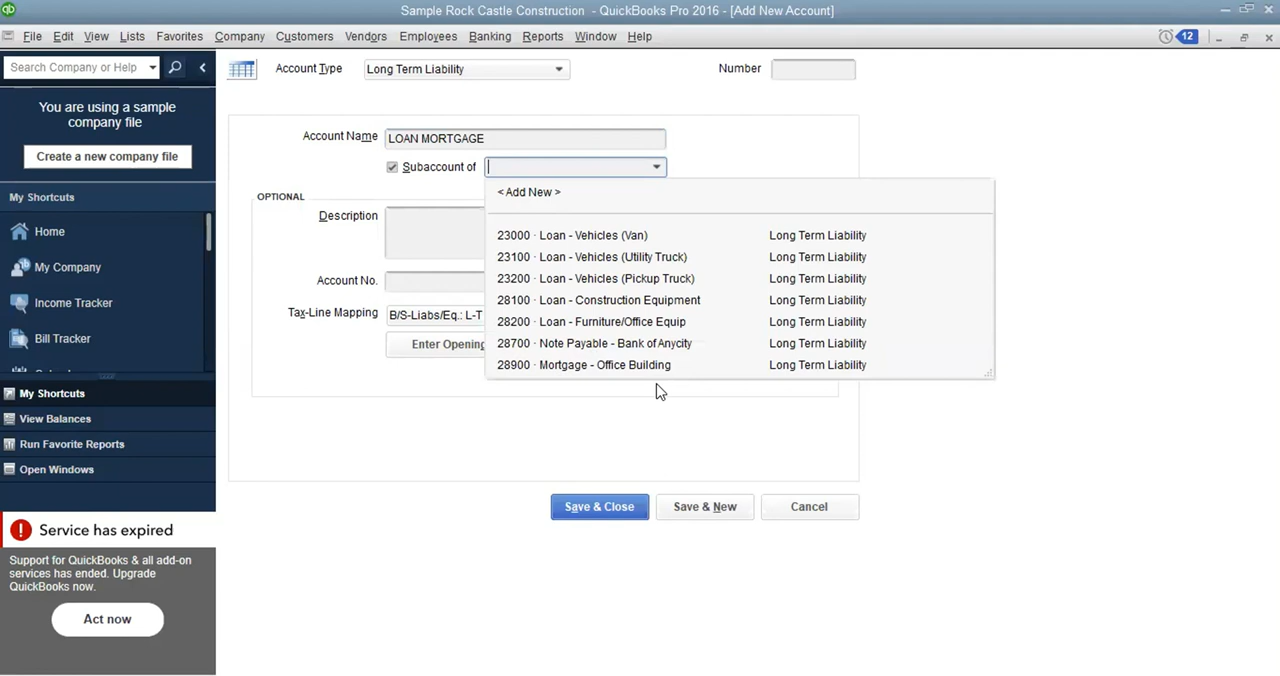 qb Sample Rock Castle Construction - QuickBooks Pro 2016 - [Add New Account]
File Edit View Lists Favorites Company Customers Vendors Employees Banking Reports Window Help 12
Search Company or Help
You are using a sample
company file
Create a new company file
My Shortcuts
Home
My Company
Income Tracker
Bill Tracker
My Shortcuts
View Balances
Run Favorite Reports
Open Windows
Service has expired
Support for QuickBooks & all add-on
services has ended. Upgrade
QuickBooks now.
Act now
Account Type Long Term Liability Number
Account Name LOAN MORTGAGE
Subaccount of
OPTIONAL
Description
Account No.
Tax-Line Mapping B/S-Liabs/Eq.: L-T
Enter Opening
< Add New >
23000 · Loan - Vehicles (Van) Long Term Liability
23100 · Loan - Vehicles (Utility Truck) Long Term Liability
23200 · Loan - Vehicles (Pickup Truck) Long Term Liability
28100 · Loan - Construction Equipment Long Term Liability
28200 · Loan - Furniture/Office Equip Long Term Liability
28700 · Note Payable - Bank of Anycity Long Term Liability
28900 · Mortgage - Office Building Long Term Liability
Save & Close Save & New Cancel